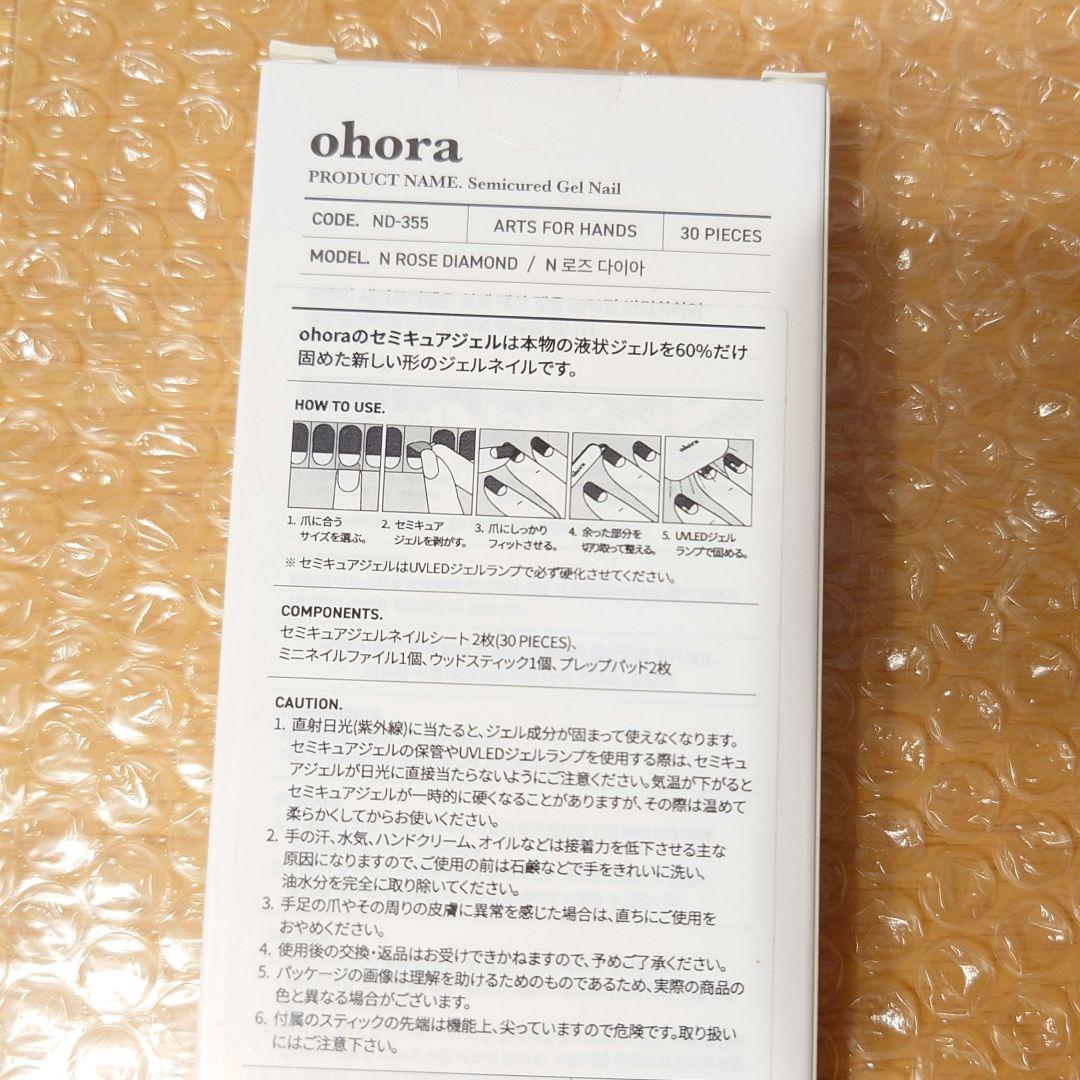 ohora
PRODUCT NAME. Semicured Gel Nail
CODE. ND-355 ARTS FOR HANDS 30 PIECES
MODEL. N ROSE DIAMOND / N 로즈 다이아
ohoraのセミキュアジェルは本物の液状ジェルを60%だけ
固めた新しい形のジェルネイルです。
HOW TO USE.
ohora
ohora
1. 爪に合う
サイズを選ぶ。
2. セミキュア
ジェルを剥がす。
3. 爪にしっかり
フィットさせる。
4. 余った部分を
切り取って整える。
5. UVLEDジェル
ランプで固める。
※ セミキュアジェルはUVLEDジェルランプで必ず硬化させてください。
COMPONENTS.
セミキュアジェルネイルシート 2枚(30 PIECES)、
ミニネイルファイル1個、ウッドスティック1個、プレップパッド2枚
CAUTION.
1. 直射日光(紫外線)に当たると、ジェル成分が固まって使えなくなります。
セミキュアジェルの保管やUVLEDジェルランプを使用する際は、セミキュ
アジェルが日光に直接当たらないようにご注意ください。気温が下がると
セミキュアジェルが一時的に硬くなることがありますが、その際は温めて
柔らかくしてからお使いください。
2. 手の汗、水気、ハンドクリーム、オイルなどは接着力を低下させる主な
原因になりますので、ご使用の前は石鹸などで手をきれいに洗い、
油水分を完全に取り除いてください。
3. 手足の爪やその周りの皮膚に異常を感じた場合は、直ちにご使用を
おやめください。
4. 使用後の交換・返品はお受けできかねますので、予めご了承ください。
5. パッケージの画像は理解を助けるためのものであるため、実際の商品の
色と異なる場合がございます。
6. 付属のスティックの先端は機能上、尖っていますので危険です。取り扱い
にはご注意下さい。